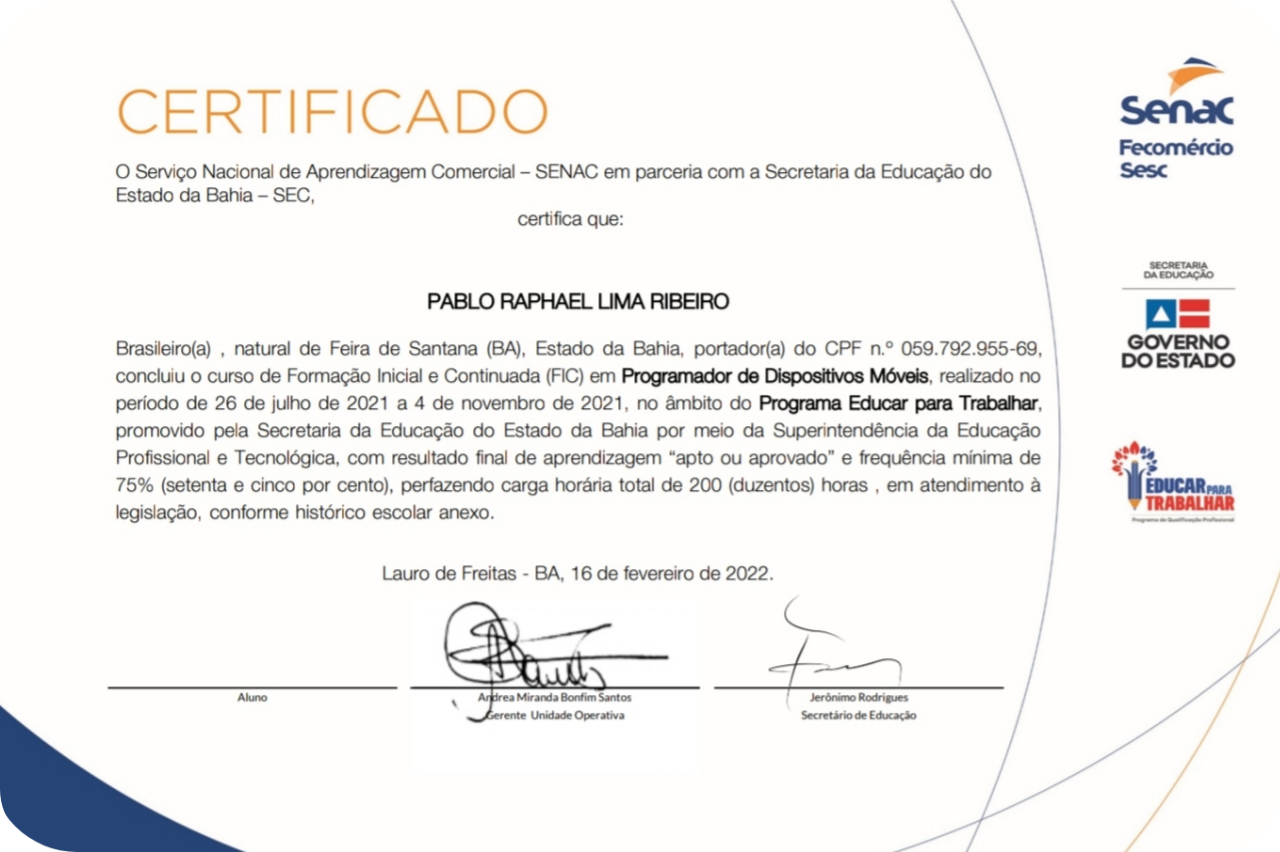 CERTIFICADO
O Serviço Nacional de Aprendizagem Comercial – SENAC em parceria com a Secretaria da Educação do
Estado da Bahia – SEC,
certifica que:
PABLO RAPHAEL LIMA RIBEIRO
Brasileiro(a) , natural de Feira de Santana (BA), Estado da Bahia, portador(a) do CPF n.º 059.792.955-69,
concluiu o curso de Formação Inicial e Continuada (FIC) em Programador de Dispositivos Móveis, realizado no
período de 26 de julho de 2021 a 4 de novembro de 2021, no âmbito do Programa Educar para Trabalhar,
promovido pela Secretaria da Educação do Estado da Bahia por meio da Superintendência da Educação
Profissional e Tecnológica, com resultado final de aprendizagem “apto ou aprovado” e frequência mínima de
75% (setenta e cinco por cento), perfazendo carga horária total de 200 (duzentos) horas , em atendimento à
legislação, conforme histórico escolar anexo.
Lauro de Freitas - BA, 16 de fevereiro de 2022.
Aluno
Andrea Miranda Bonfim Santos
Gerente Unidade Operativa
Jerônimo Rodrigues
Secretário de Educação
Senac
Fecomércio
Sesc
SECRETARIA
DA EDUCAÇÃO
GOVERNO
DO ESTADO
EDUCAR PARA
TRABALHAR
Programa de Qualificação Profissional